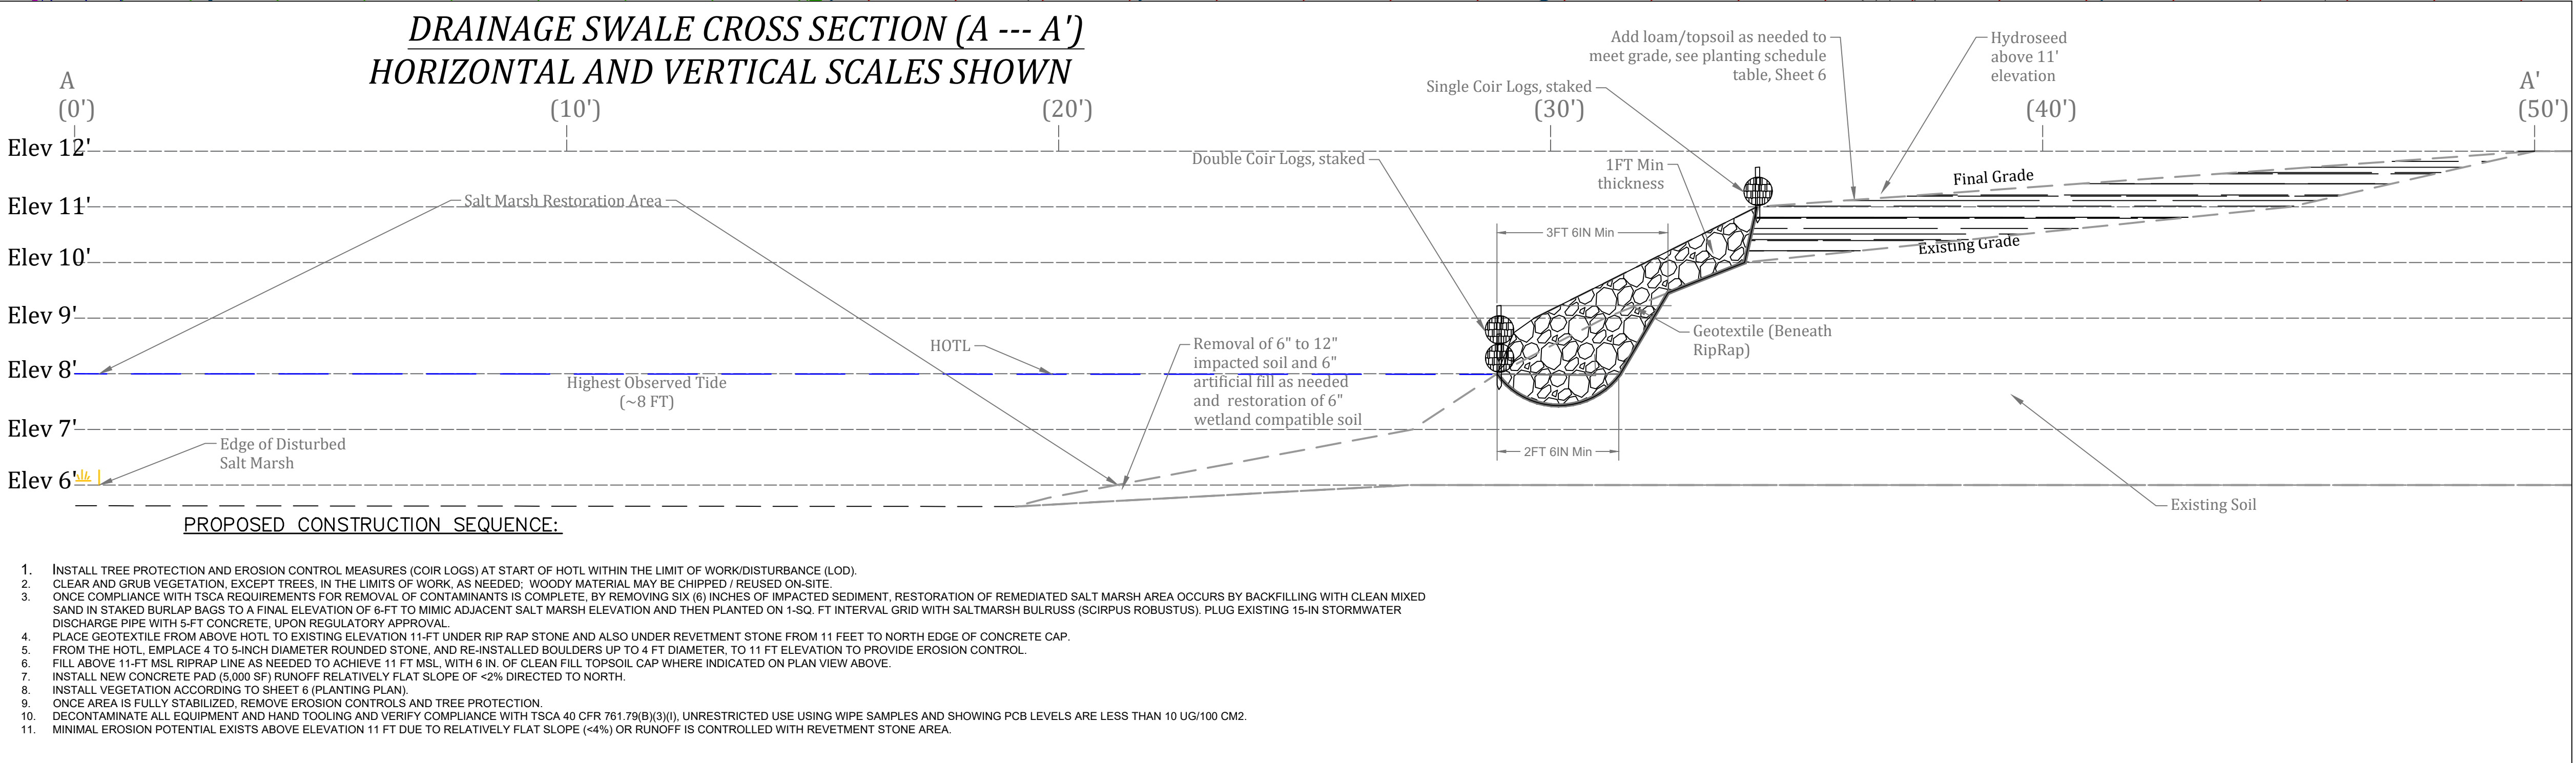 DRAINAGE SWALE CROSS SECTION (A --- A')
HORIZONTAL AND VERTICAL SCALES SHOWN
A
(0')
(10')
(20')
(30')
(40')
A'
(50')
Add loam/topsoil as needed to
meet grade, see planting schedule
table, Sheet 6
Hydroseed
above 11'
elevation
Single Coir Logs, staked
Elev 12'
Double Coir Logs, staked
1FT Min
thickness
Final Grade
Salt Marsh Restoration Area
Elev 11'
3FT 6IN Min
Existing Grade
Elev 10'
Elev 9'
Geotextile (Beneath
RipRap)
HOTL
Removal of 6" to 12"
impacted soil and 6"
artificial fill as needed
and restoration of 6"
wetland compatible soil
Elev 8'
Highest Observed Tide
(~8 FT)
Elev 7'
Edge of Disturbed
Salt Marsh
2FT 6IN Min
Elev 6'
Existing Soil
PROPOSED CONSTRUCTION SEQUENCE:
1. INSTALL TREE PROTECTION AND EROSION CONTROL MEASURES (COIR LOGS) AT START OF HOTL WITHIN THE LIMIT OF WORK/DISTURBANCE (LOD).
2. CLEAR AND GRUB VEGETATION, EXCEPT TREES, IN THE LIMITS OF WORK, AS NEEDED; WOODY MATERIAL MAY BE CHIPPED / REUSED ON-SITE.
3. ONCE COMPLIANCE WITH TSCA REQUIREMENTS FOR REMOVAL OF CONTAMINANTS IS COMPLETE, BY REMOVING SIX (6) INCHES OF IMPACTED SEDIMENT, RESTORATION OF REMEDIATED SALT MARSH AREA OCCURS BY BACKFILLING WITH CLEAN MIXED
SAND IN STAKED BURLAP BAGS TO A FINAL ELEVATION OF 6-FT TO MIMIC ADJACENT SALT MARSH ELEVATION AND THEN PLANTED ON 1-SQ. FT INTERVAL GRID WITH SALTMARSH BULRUSS (SCIRPUS ROBUSTUS). PLUG EXISTING 15-IN STORMWATER
DISCHARGE PIPE WITH 5-FT CONCRETE, UPON REGULATORY APPROVAL.
4. PLACE GEOTEXTILE FROM ABOVE HOTL TO EXISTING ELEVATION 11-FT UNDER RIP RAP STONE AND ALSO UNDER REVETMENT STONE FROM 11 FEET TO NORTH EDGE OF CONCRETE CAP.
5. FROM THE HOTL, EMPLACE 4 TO 5-INCH DIAMETER ROUNDED STONE, AND RE-INSTALLED BOULDERS UP TO 4 FT DIAMETER, TO 11 FT ELEVATION TO PROVIDE EROSION CONTROL.
6. FILL ABOVE 11-FT MSL RIPRAP LINE AS NEEDED TO ACHIEVE 11 FT MSL, WITH 6 IN. OF CLEAN FILL TOPSOIL CAP WHERE INDICATED ON PLAN VIEW ABOVE.
7. INSTALL NEW CONCRETE PAD (5,000 SF) RUNOFF RELATIVELY FLAT SLOPE OF <2% DIRECTED TO NORTH.
8. INSTALL VEGETATION ACCORDING TO SHEET 6 (PLANTING PLAN).
9. ONCE AREA IS FULLY STABILIZED, REMOVE EROSION CONTROLS AND TREE PROTECTION.
10. DECONTAMINATE ALL EQUIPMENT AND HAND TOOLING AND VERIFY COMPLIANCE WITH TSCA 40 CFR 761.79(B)(3)(I), UNRESTRICTED USE USING WIPE SAMPLES AND SHOWING PCB LEVELS ARE LESS THAN 10 UG/100 CM2.
11. MINIMAL EROSION POTENTIAL EXISTS ABOVE ELEVATION 11 FT DUE TO RELATIVELY FLAT SLOPE (<4%) OR RUNOFF IS CONTROLLED WITH REVETMENT STONE AREA.